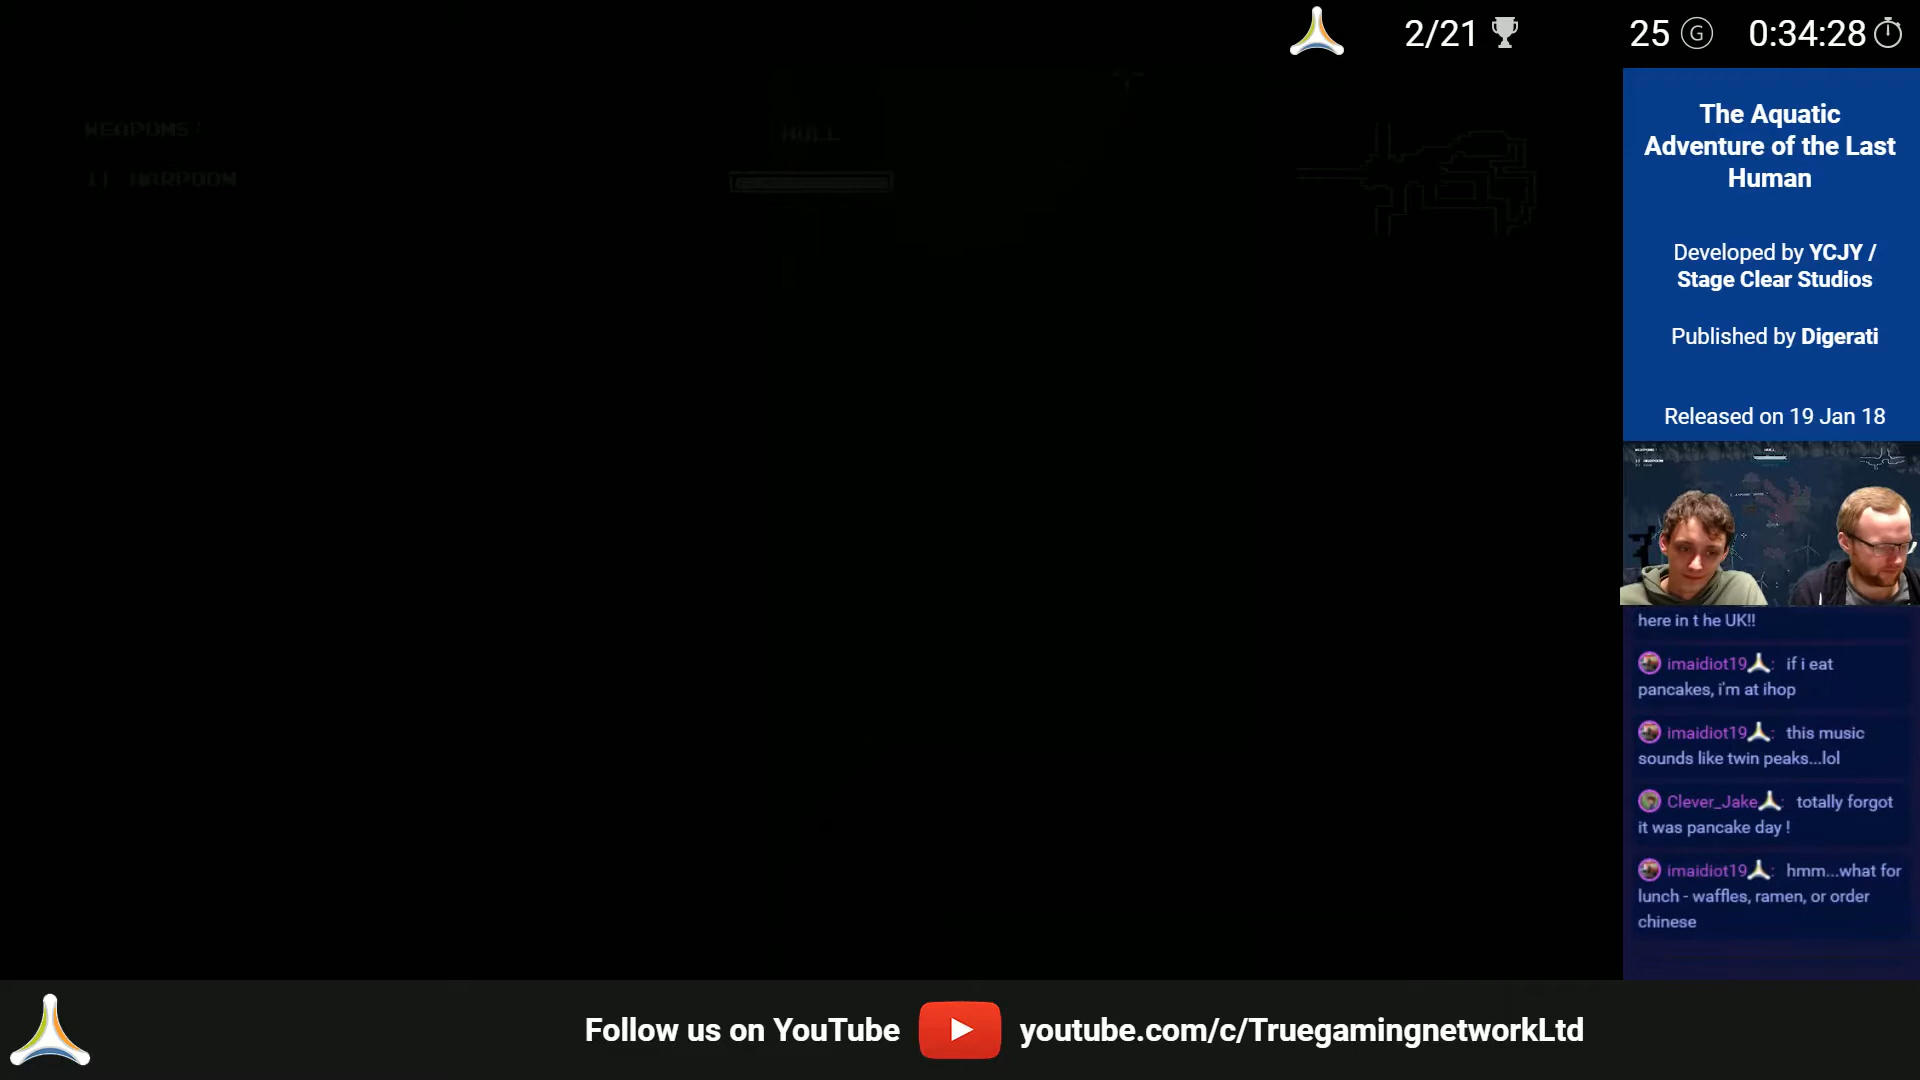 2/21
25 G 0:34:28
WEAPONS:
1) HARPOON
HULL
The Aquatic
Adventure of the Last
Human
Developed by YCJY /
Stage Clear Studios
Published by Digerati
Released on 19 Jan 18
here in t he UK!!
imaidiot19: if i eat
pancakes, i'm at ihop
imaidiot19: this music
sounds like twin peaks...lol
Clever_Jake: totally forgot
it was pancake day !
imaidiot19: hmm...what for
lunch - waffles, ramen, or order
chinese
Follow us on YouTube youtube.com/c/TruegamingnetworkLtd